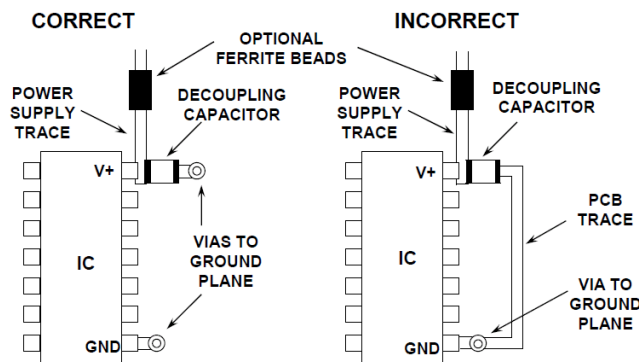 CORRECT
INCORRECT
OPTIONAL
FERRITE BEADS
POWER
SUPPLY
TRACE
DECOUPLING
CAPACITOR
V+
IC
VIAS TO
GROUND
PLANE
GND
POWER
SUPPLY
TRACE
DECOUPLING
CAPACITOR
V+
PCB
TRACE
IC
VIA TO
GROUND
PLANE
GND